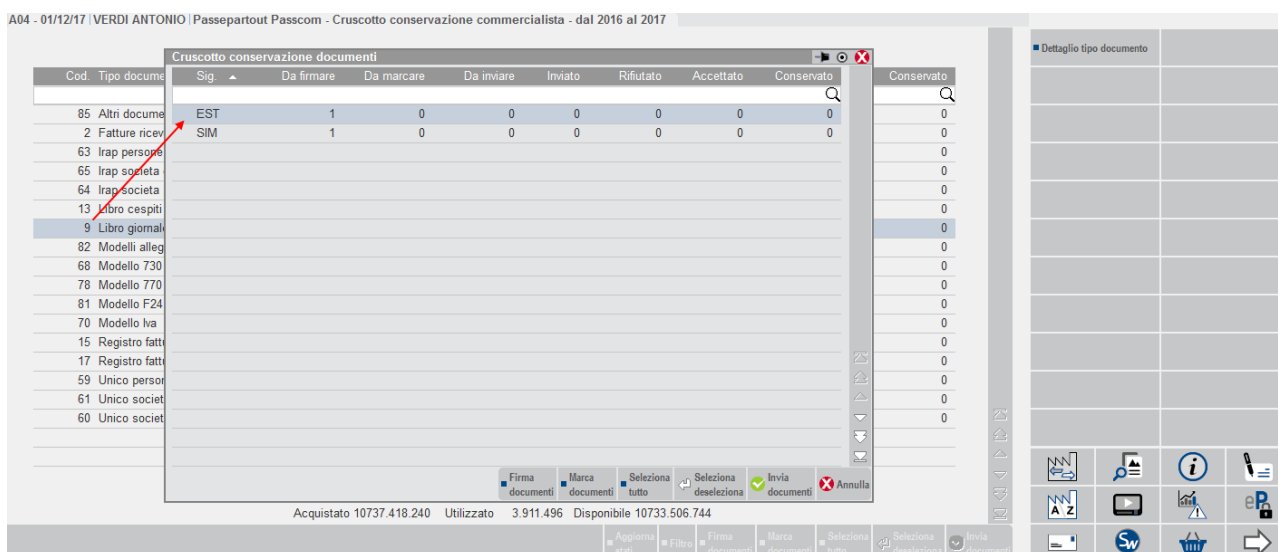 A04 - 01/12/17 | VERDI ANTONIO | Passepartout Passcom - Cruscotto conservazione commercialista - dal 2016 al 2017
Dettaglio tipo documento
Cruscotto conservazione documenti
Cod. Tipo docume Sig. Da firmare Da marcare Da inviare Inviato Rifiutato Accettato Conservato Conservato
85 Altri docume EST 1 0 0 0 0 0 0 0
2 Fatture ricev SIM 1 0 0 0 0 0 0 0
63 Irap persone 0
65 Irap societa 0
64 Irap societa 0
13 Libro cespiti 0
9 Libro giornal 0
82 Modelli alleg 0
68 Modello 730 0
78 Modello 770 0
81 Modello F24 0
70 Modello Iva 0
15 Registro fattu 0
17 Registro fattu 0
59 Unico person 0
61 Unico societ 0
60 Unico societ 0
Firma documenti Marca documenti Seleziona tutto Seleziona deseleziona Invia documenti Annulla
Acquistato 10737.418.240 Utilizzato 3.911.496 Disponibile 10733.506.744
Aggiorna stati Filtro Firma documenti Marca documenti Seleziona tutto Seleziona deseleziona Invia documenti
A Z
eP
Sw